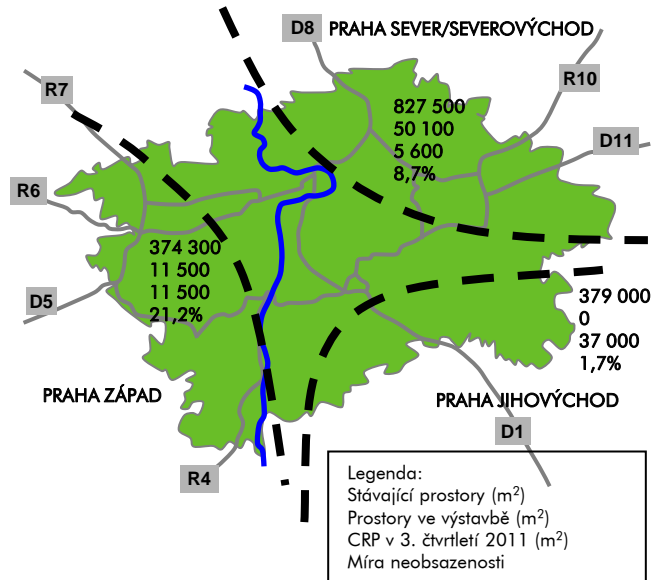 D8
PRAHA SEVER/SEVEROVÝCHOD
R10
R7
827 500
50 100
5 600
8,7%
D11
R6
374 300
11 500
11 500
21,2%
D5
379 000
0
37 000
1,7%
PRAHA ZÁPAD
PRAHA JIHOVÝCHOD
D1
R4
Legenda:
Stávající prostory (m²)
Prostory ve výstavbě (m²)
CRP v 3. čtvrtletí 2011 (m²)
Míra neobsazenosti